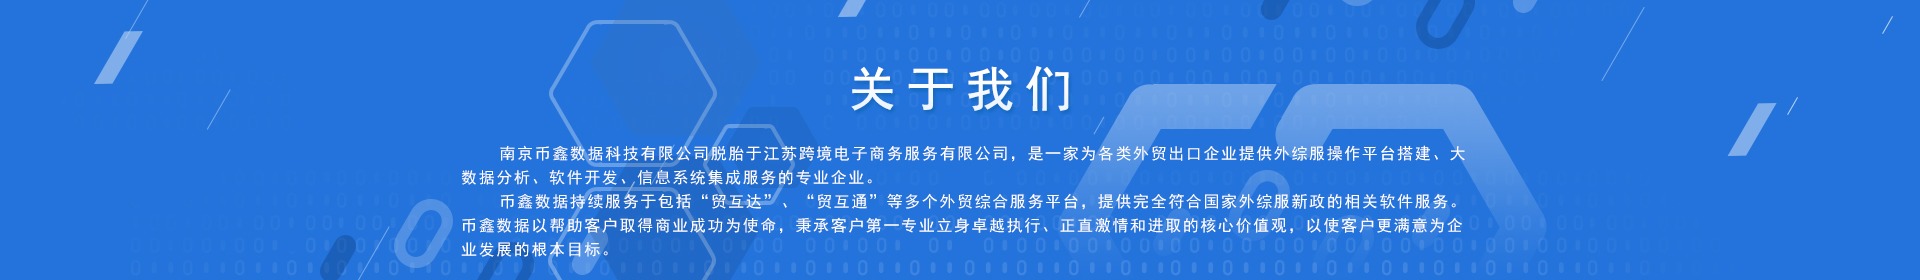 关于我们
南京币鑫数据科技有限公司脱胎于江苏跨境电子商务服务有限公司，是一家为各类外贸出口企业提供外综服操作平台搭建、大
数据分析、软件开发、信息系统集成服务的专业企业。
币鑫数据持续服务于包括“贸互达”、“贸互通”等多个外贸综合服务平台，提供完全符合国家外综服新政的相关软件服务。
币鑫数据以帮助客户取得商业成功为使命，秉承客户第一专业立身卓越执行、正直激情和进取的核心价值观，以使客户更满意为企
业发展的根本目标。